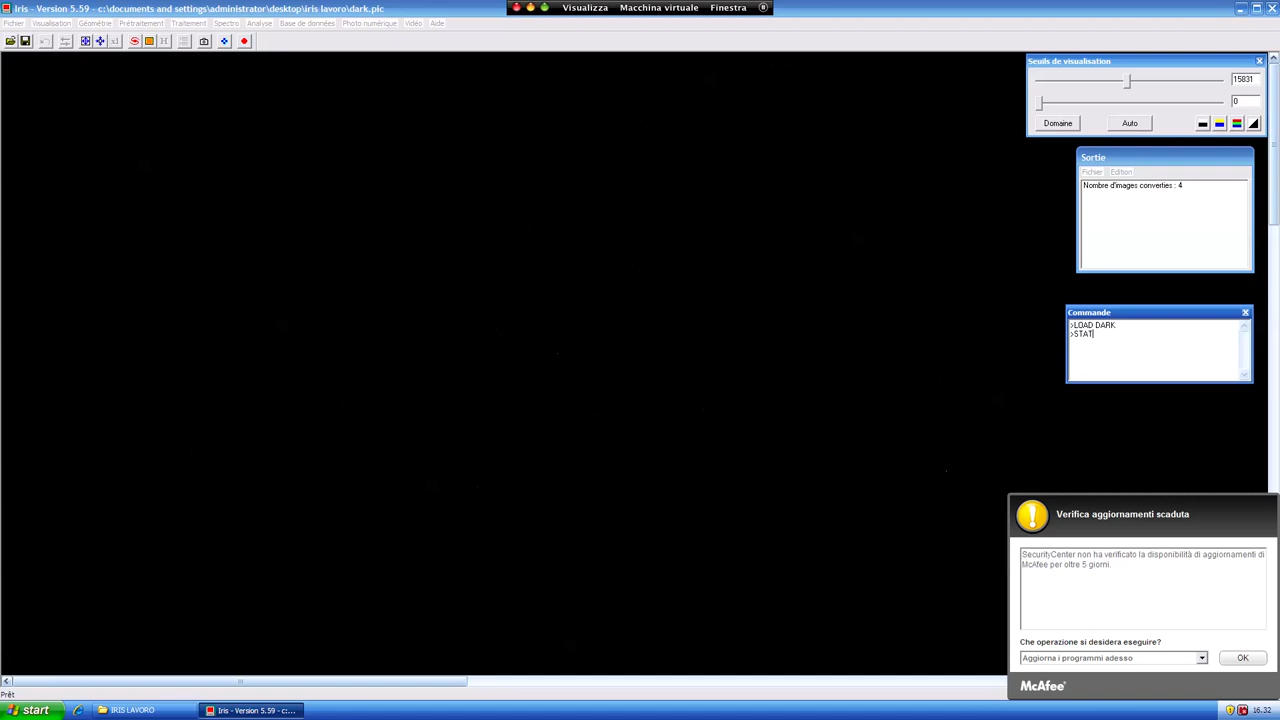 Iris - Version 5.59 - c:\documents and settings\administrator\desktop\iris lavoro\dark.pic
Visualizza Macchina virtuale Finestra
Fichier Visualisation Géométrie Prétraitement Traitement Spectro Analyse Base de données Photo numérique Vidéo Aide
x1
Seuils de visualisation
15831
0
Domaine Auto
Sortie
Fichier Edition
Nombre d'images converties : 4
Commande
>LOAD DARK
>STAT
Verifica aggiornamenti scaduta
SecurityCenter non ha verificato la disponibilità di aggiornamenti di
McAfee per oltre 5 giorni.
Che operazione si desidera eseguire?
Aggiorna i programmi adesso OK
McAfee
Prêt
start IRIS LAVORO Iris - Version 5.59 - c:... 16.32